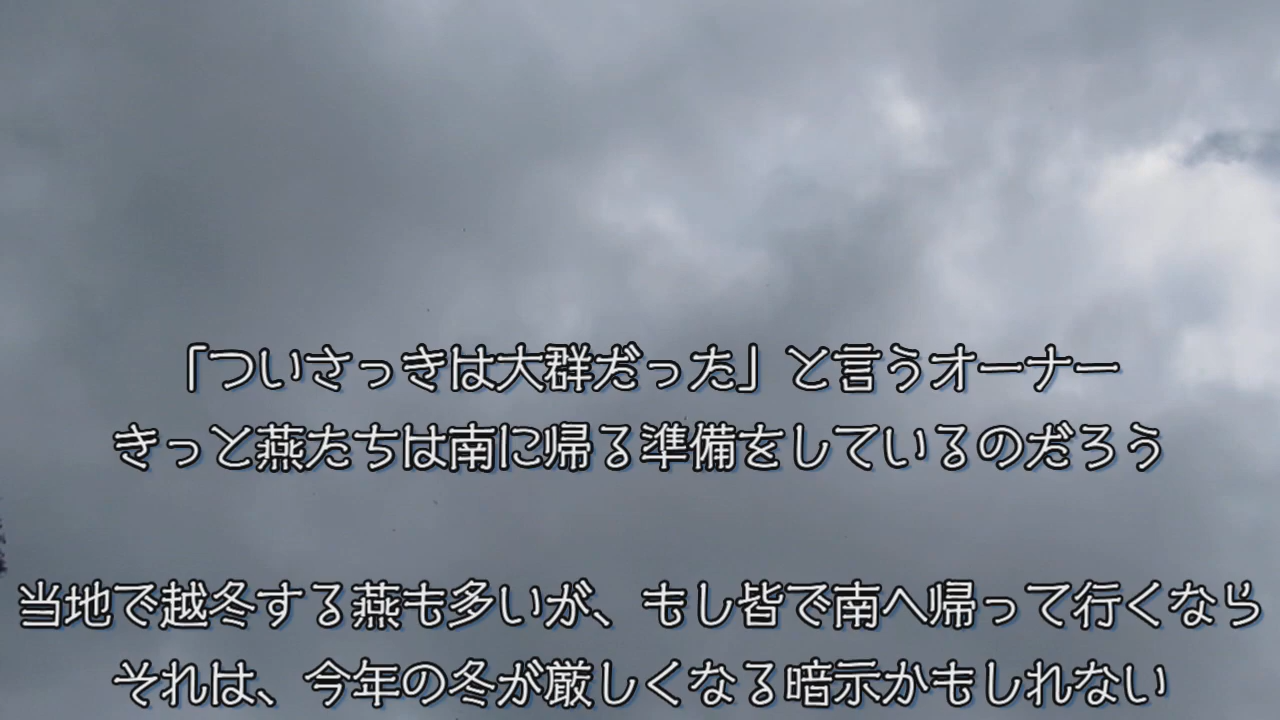 「ついさっきは大群だった」と言うオーナー
きっと燕たちは南に帰る準備をしているのだろう
当地で越冬する燕も多いが、もし皆で南へ帰って行くなら
それは、今年の冬が厳しくなる暗示かもしれない